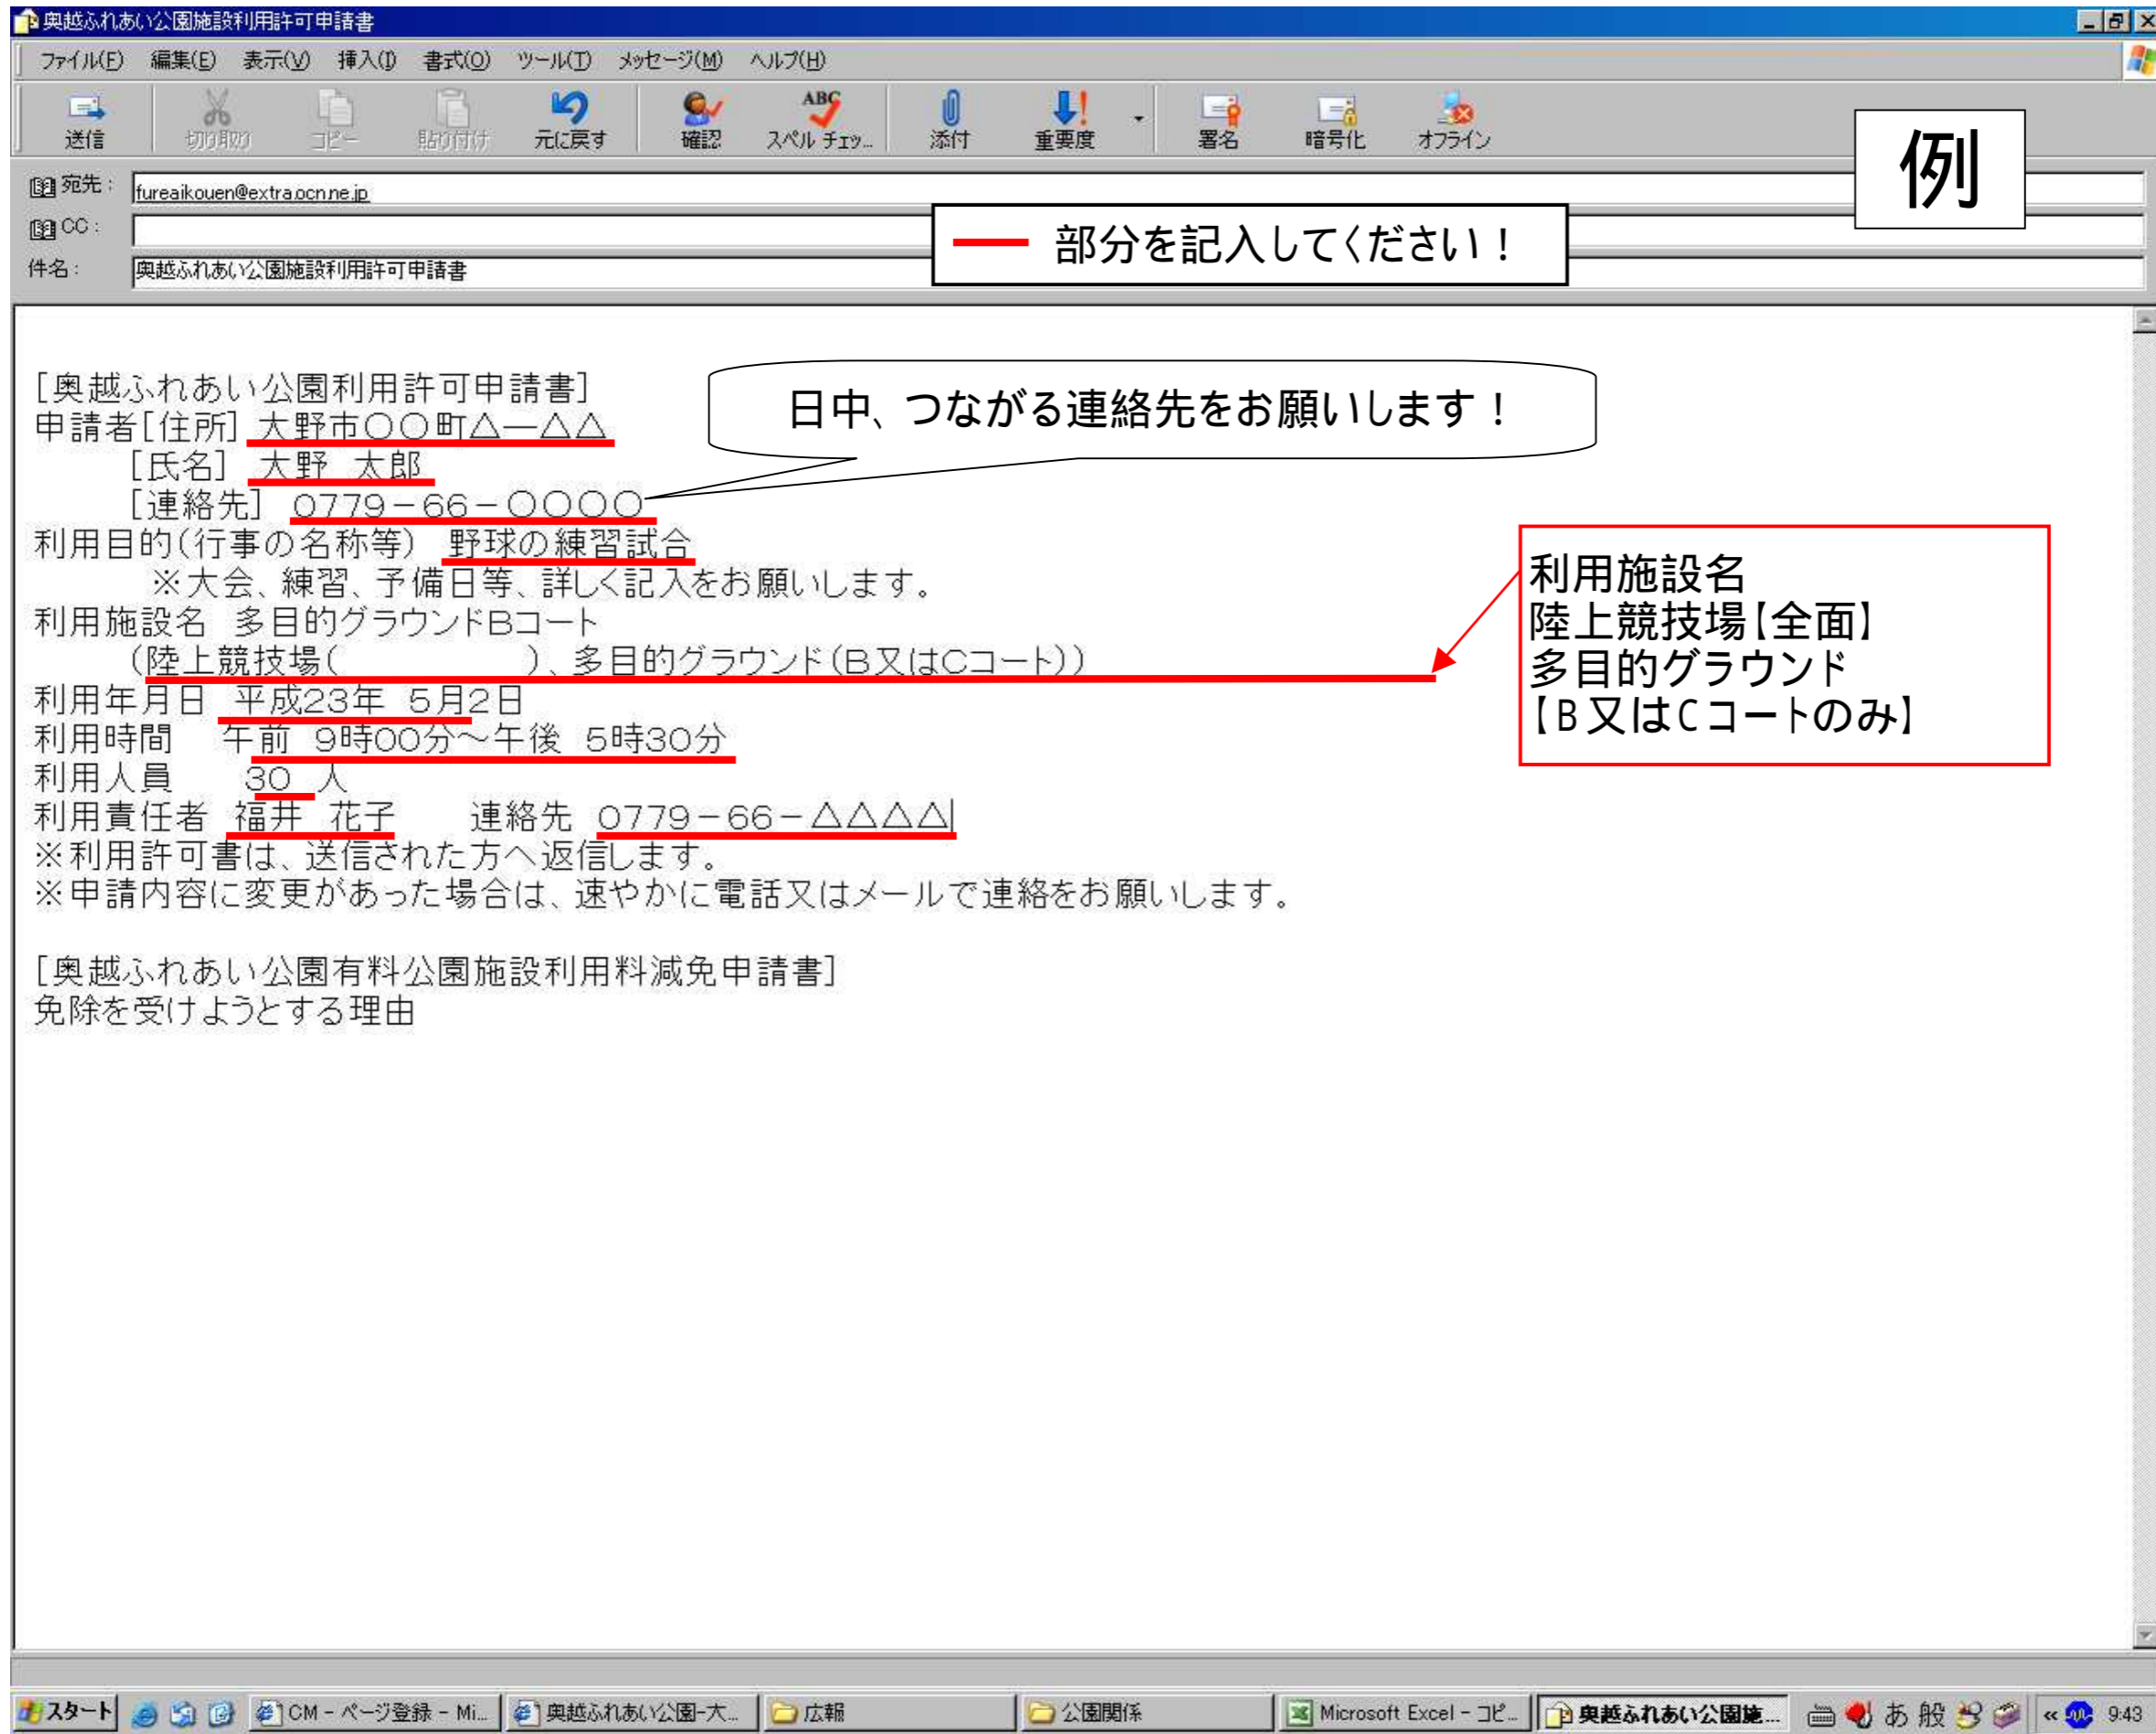 奥越ふれあい公園施設利用許可申請書
ファイル(F) 編集(E) 表示(V) 挿入(I) 書式(O) ツール(T) メッセージ(M) ヘルプ(H)
送信 切り取り コピー 貼り付け 元に戻す 確認 スペル チェッ... 添付 重要度 署名 暗号化 オフライン
例
宛先: fureaikouen@extra.ocn.ne.jp
CC:
━━ 部分を記入してください！
件名: 奥越ふれあい公園施設利用許可申請書
[奥越ふれあい公園利用許可申請書]
日中、つながる連絡先をお願いします！
申請者[住所] 大野市〇〇町△―△△
[氏名] 大野 太郎
[連絡先] 0779－66－〇〇〇〇
利用目的(行事の名称等) 野球の練習試合
※大会、練習、予備日等、詳しく記入をお願いします。
利用施設名 多目的グラウンドBコート
(陸上競技場(　　　　　)、多目的グラウンド(B又はCコート))
利用施設名
陸上競技場【全面】
多目的グラウンド
【B又はCコートのみ】
利用年月日 平成23年 5月2日
利用時間 午前 9時00分～午後 5時30分
利用人員 30 人
利用責任者 福井 花子 連絡先 0779－66－△△△△
※利用許可書は、送信された方へ返信します。
※申請内容に変更があった場合は、速やかに電話又はメールで連絡をお願いします。
[奥越ふれあい公園有料公園施設利用料減免申請書]
免除を受けようとする理由
スタート CM - ページ登録 - Mi... 奥越ふれあい公園-大... 広報 公園関係 Microsoft Excel - コピ... 奥越ふれあい公園施... あ 般 « 9:43